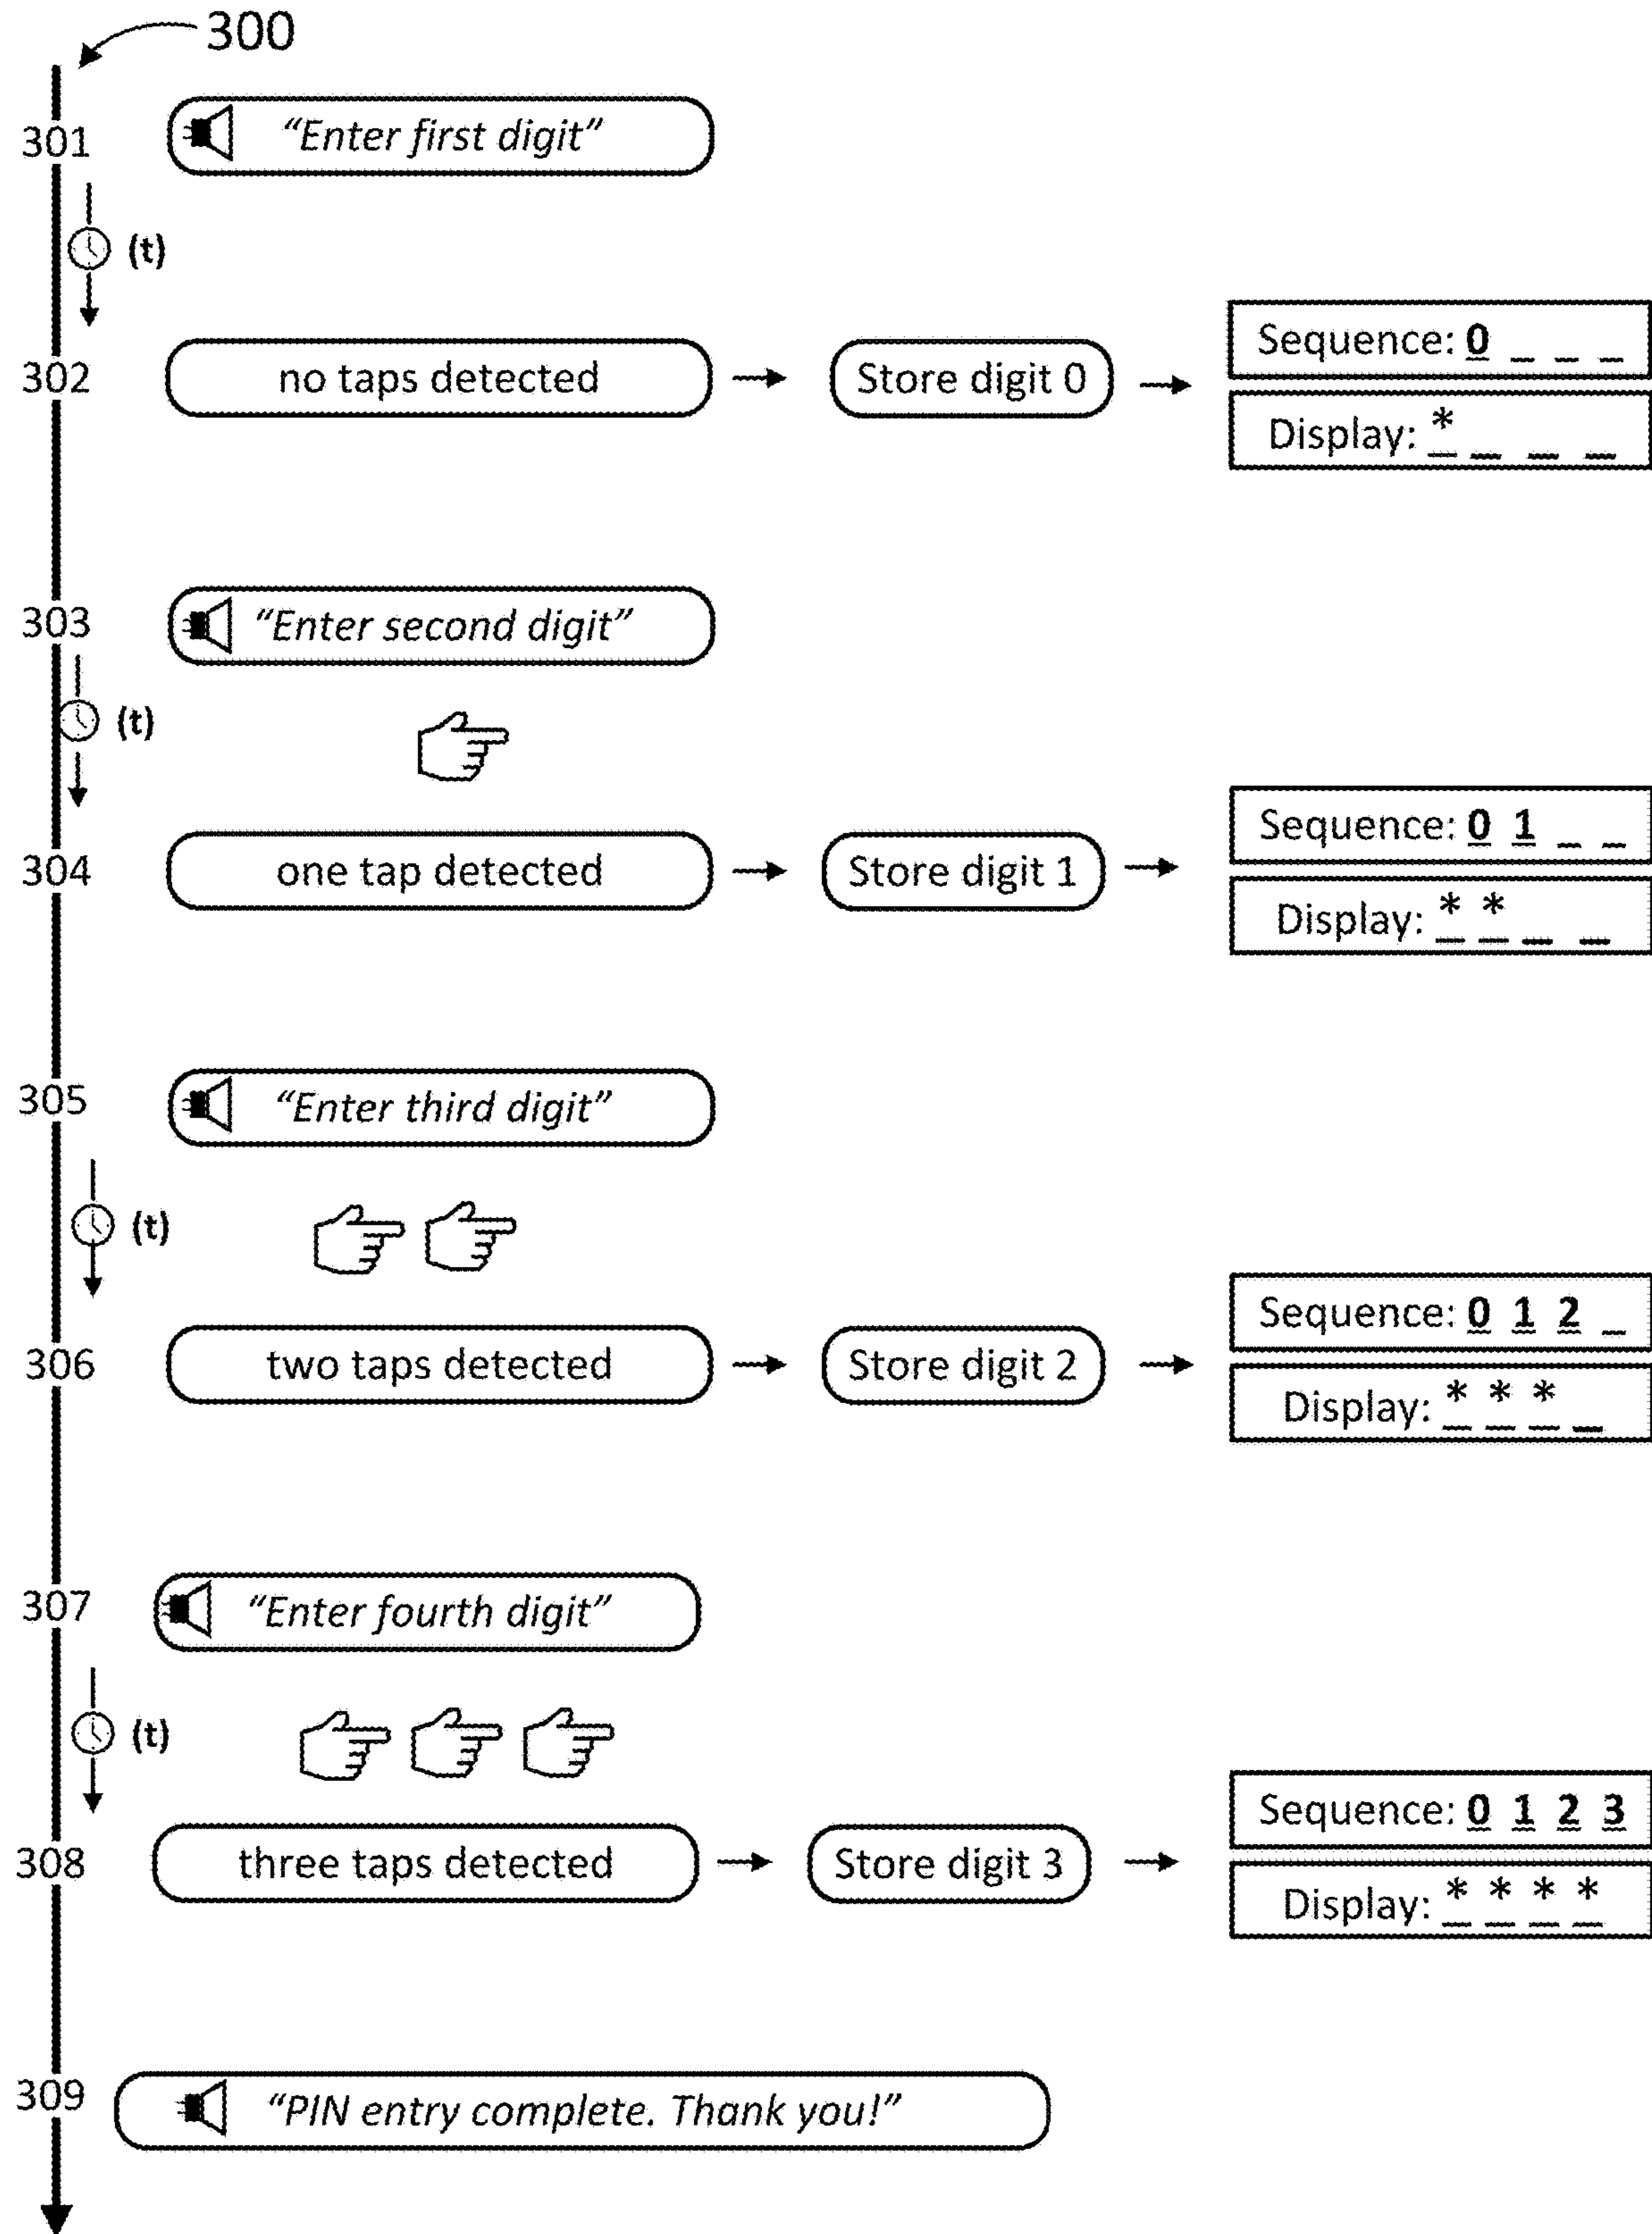 300
301 “Enter first digit”
(t)
302 no taps detected Store digit 0 Sequence: 0 _ _ _
Display: * _ _ _
303 “Enter second digit”
(t)
304 one tap detected Store digit 1 Sequence: 0 1 _ _
Display: * * _ _
305 “Enter third digit”
(t)
306 two taps detected Store digit 2 Sequence: 0 1 2 _
Display: * * * _
307 “Enter fourth digit”
(t)
308 three taps detected Store digit 3 Sequence: 0 1 2 3
Display: * * * *
309 “PIN entry complete. Thank you!”